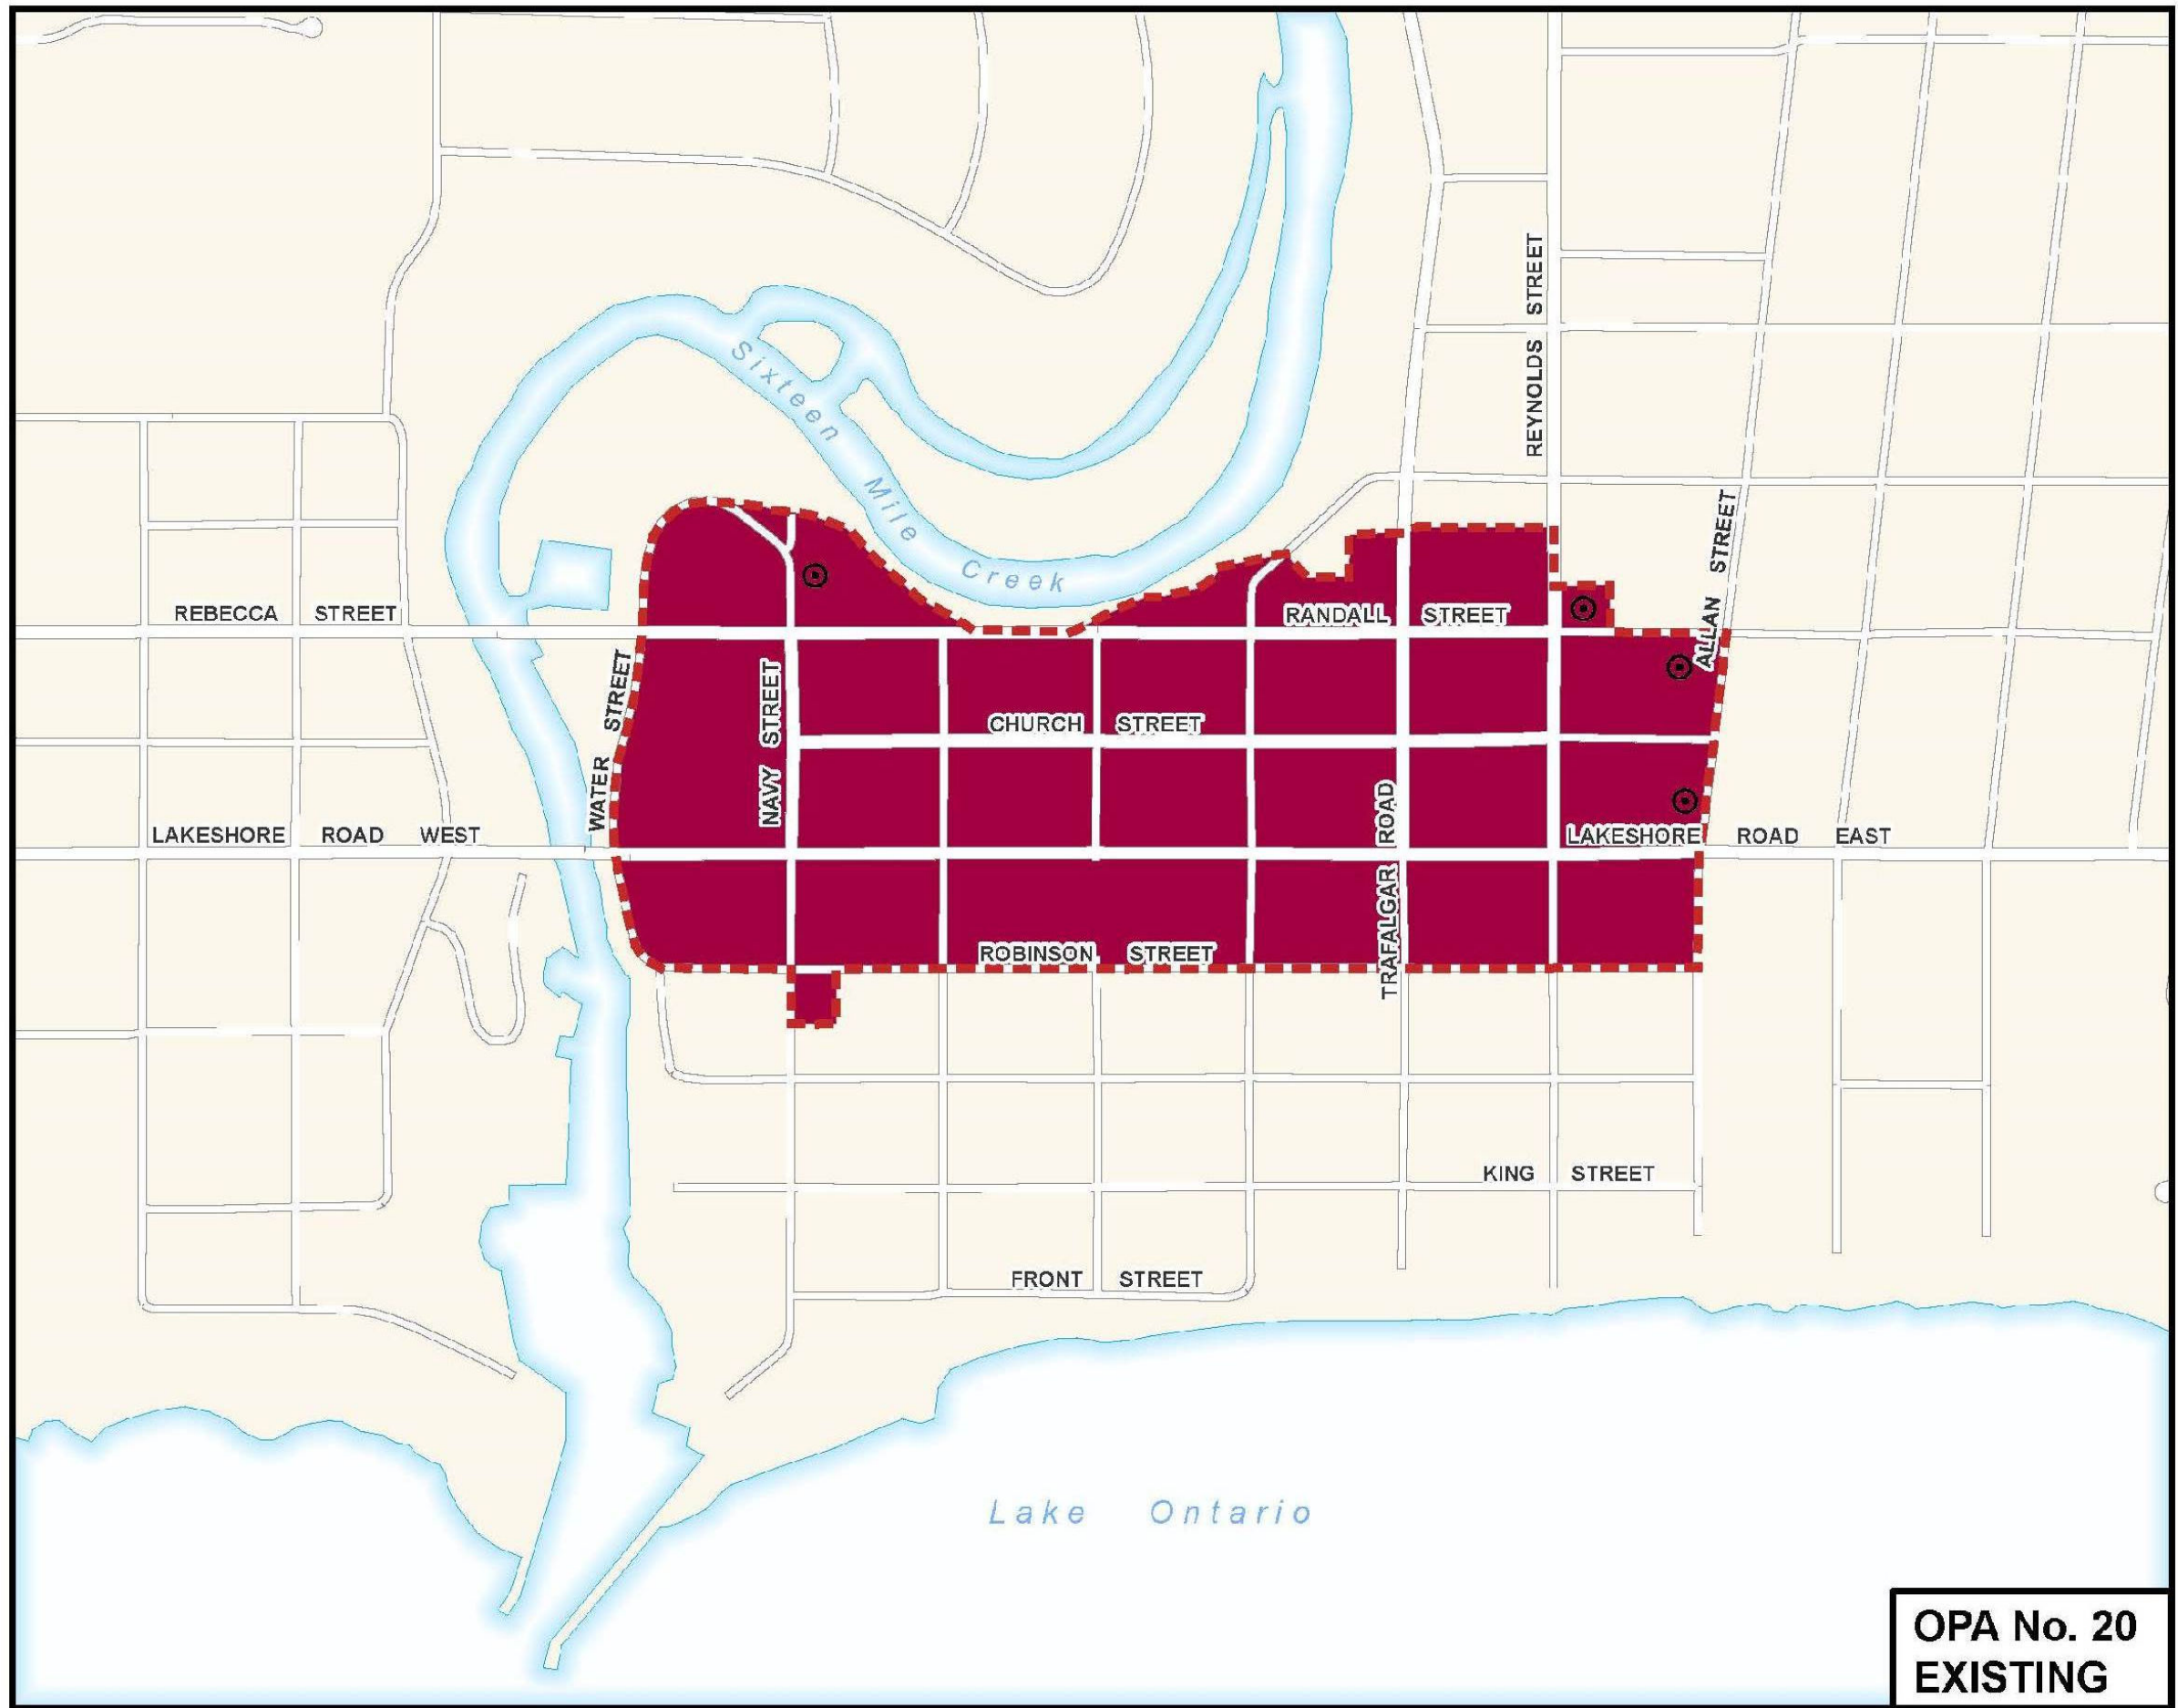 REYNOLDS STREET
Sixteen Mile Creek
ALLAN STREET
REBECCA STREET
RANDALL STREET
WATER STREET
NAVY STREET
CHURCH STREET
TRAFALGAR ROAD
LAKESHORE ROAD WEST
LAKESHORE ROAD EAST
ROBINSON STREET
KING STREET
FRONT STREET
Lake Ontario
OPA No. 20
EXISTING